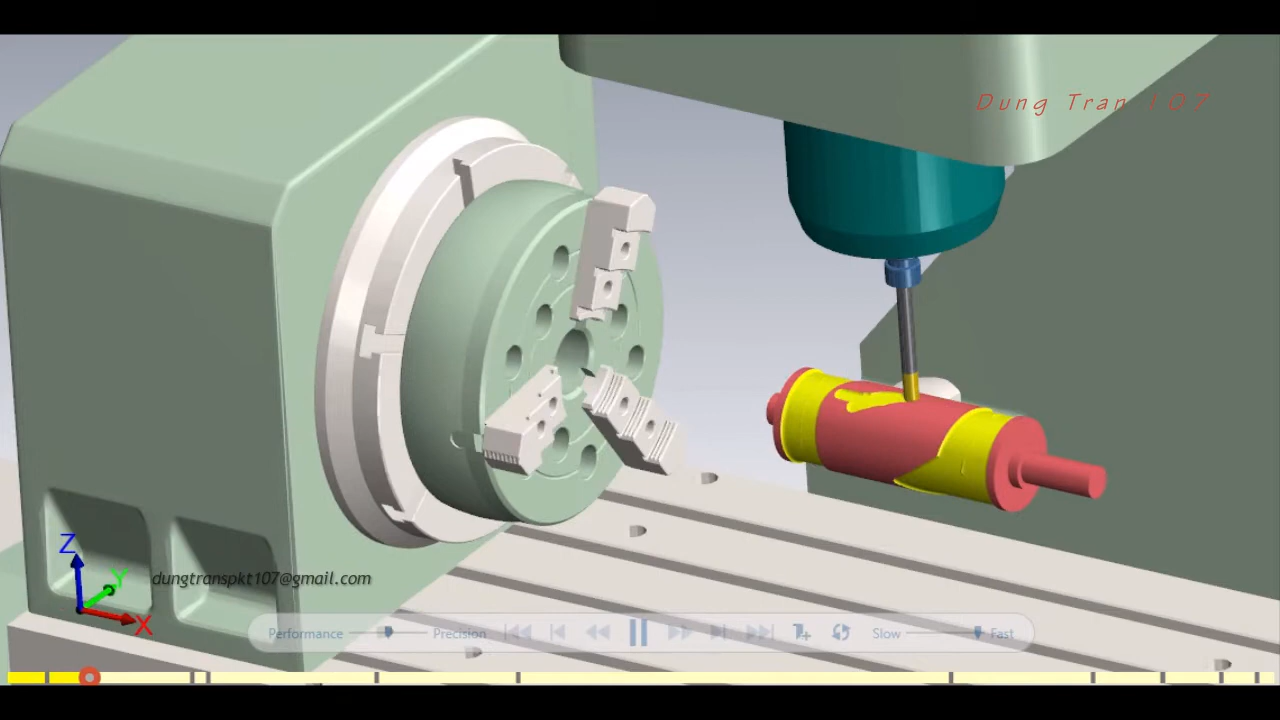 Dung Tran 107
Z
Y
X
dungtranspkt107@gmail.com
Performance Precision Slow Fast